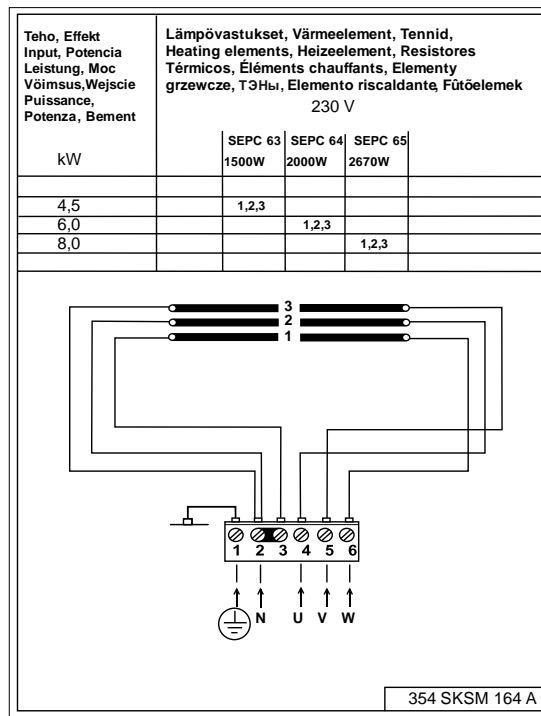 Teho, Effekt
Input, Potencia
Leistung, Moc
Vöimsus,Wejscie
Puissance,
Potenza, Bement
kW
Lämpövastukset, Värmeelement, Tennid,
Heating elements, Heizeelement, Resistores
Térmicos, Éléments chauffants, Elementy
grzewcze, ТЭНы, Elemento riscaldante, Fûtõelemek
230 V
SEPC 63 SEPC 64 SEPC 65
1500W 2000W 2670W
4,5 1,2,3
6,0 1,2,3
8,0 1,2,3
3
2
1
1 2 3 4 5 6
N U V W
354 SKSM 164 A